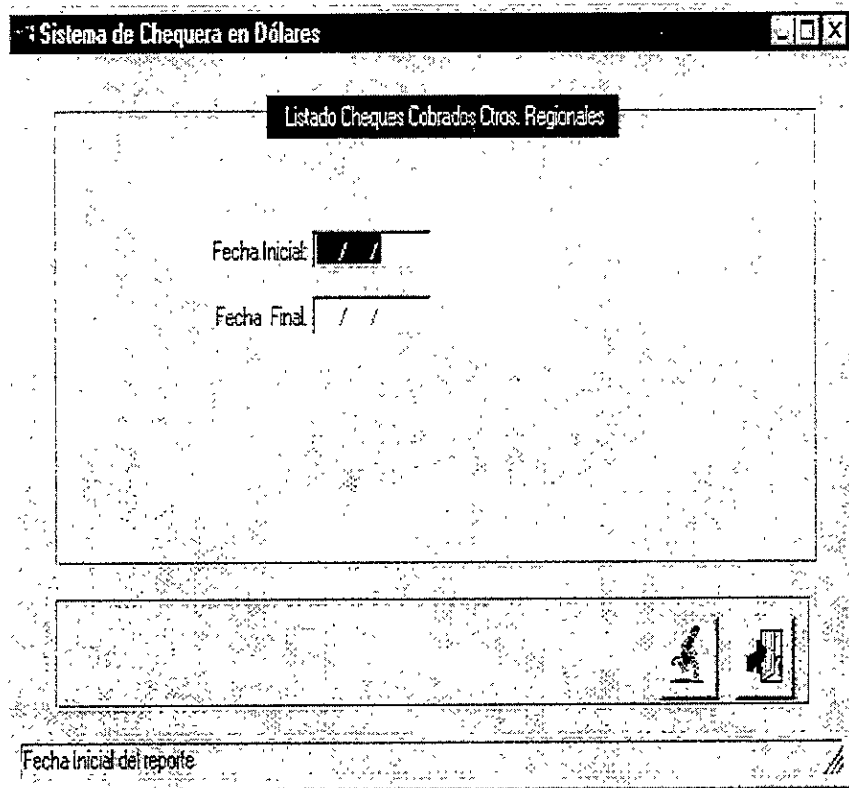 Sistema de Chequera en Dólares
Listado Cheques Cobrados Ctros. Regionales
Fecha Inicial: / /
Fecha Final: / /
Fecha Inicial del reporte